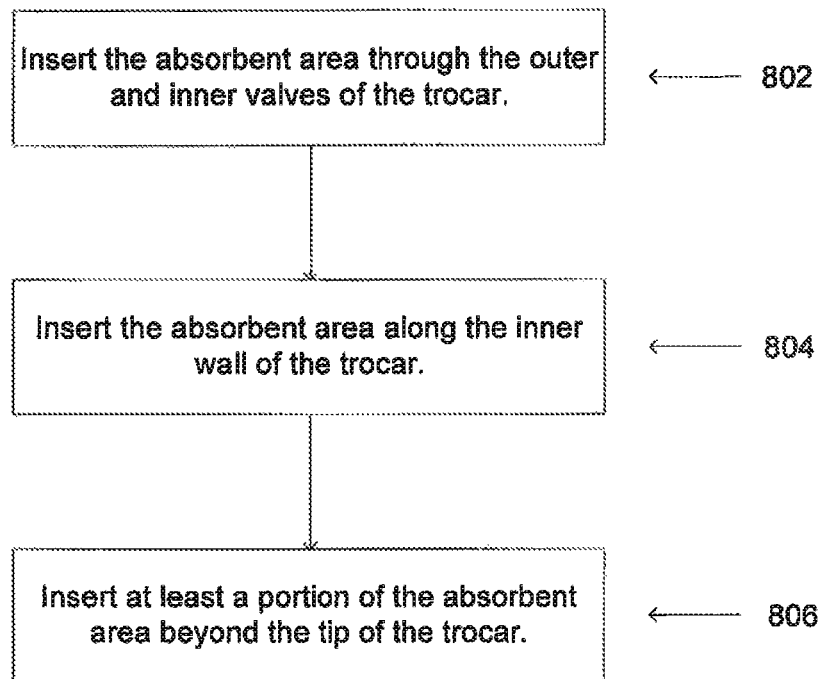 Insert the absorbent area through the outer
and inner valves of the trocar.
802
Insert the absorbent area along the inner
wall of the trocar.
804
Insert at least a portion of the absorbent
area beyond the tip of the trocar.
806